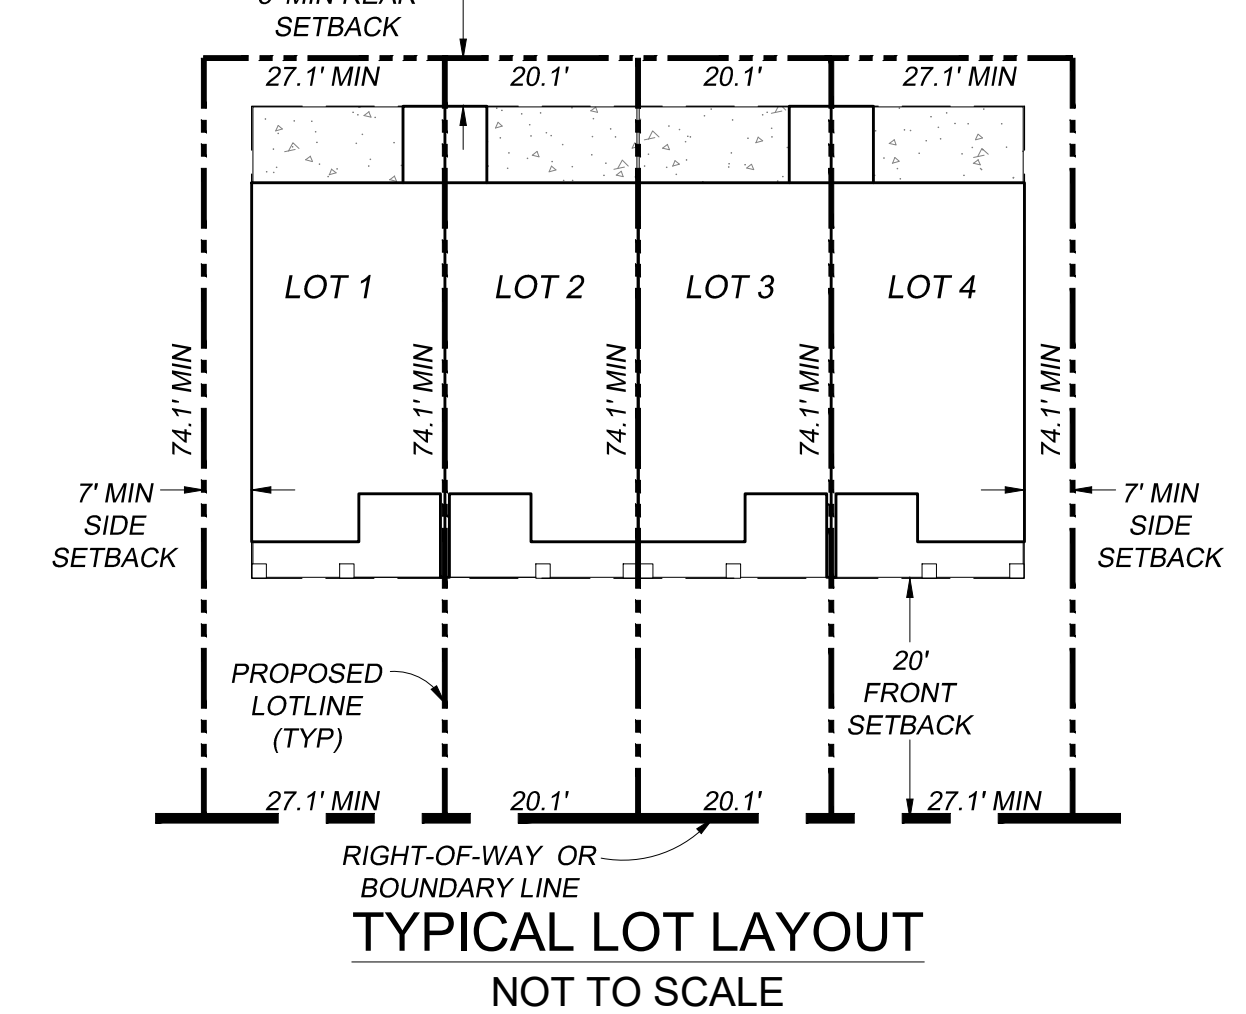 MIN REAR
SETBACK
27.1' MIN
20.1'
20.1'
27.1' MIN
LOT 1
LOT 2
LOT 3
LOT 4
74.1' MIN
74.1' MIN
74.1' MIN
74.1' MIN
74.1' MIN
7' MIN
SIDE
SETBACK
7' MIN
SIDE
SETBACK
PROPOSED
LOTLINE
(TYP)
20'
FRONT
SETBACK
27.1' MIN
20.1'
20.1'
27.1' MIN
RIGHT-OF-WAY OR
BOUNDARY LINE
TYPICAL LOT LAYOUT
NOT TO SCALE